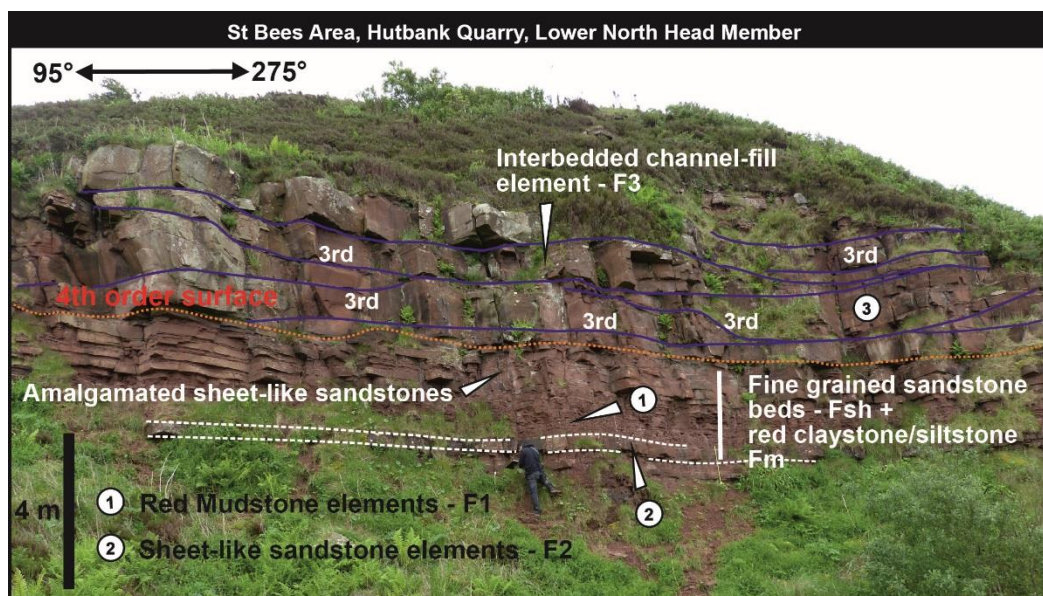 St Bees Area, Hutbank Quarry, Lower North Head Member
95° 275°
Interbedded channel-fill
element - F3
3rd
3rd
3rd
4th order surface
3rd
3rd
3
Amalgamated sheet-like sandstones
1
Fine grained sandstone
beds - Fsh +
red claystone/siltstone
Fm
4 m
1 Red Mudstone elements - F1
2
2 Sheet-like sandstone elements - F2